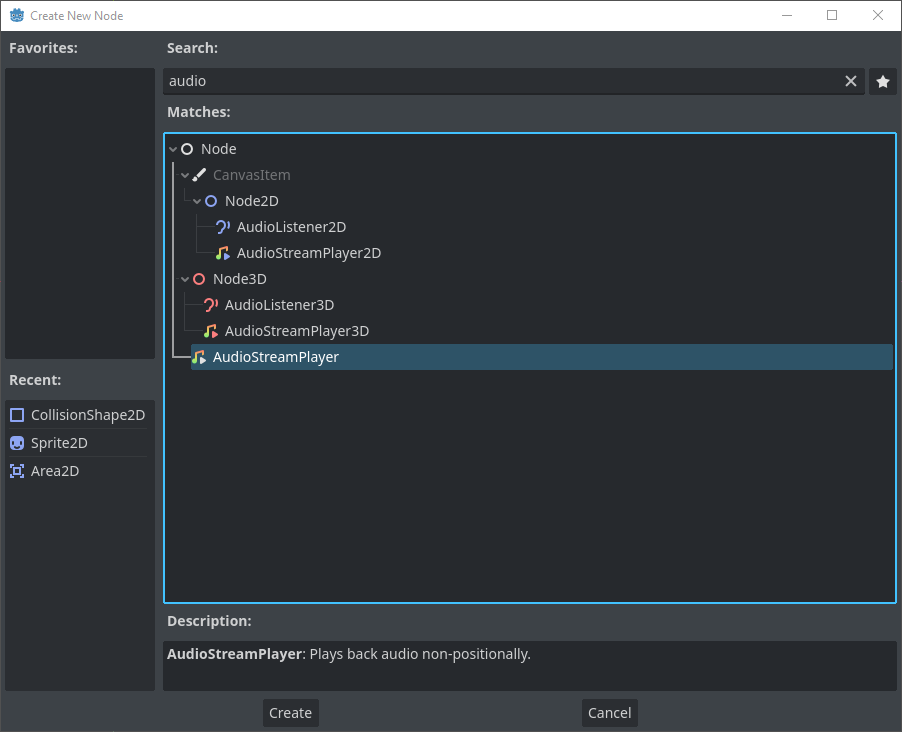 Create New Node
Favorites:
Search:
audio
Matches:
Node
CanvasItem
Node2D
AudioListener2D
AudioStreamPlayer2D
Node3D
AudioListener3D
AudioStreamPlayer3D
AudioStreamPlayer
Recent:
CollisionShape2D
Sprite2D
Area2D
Description:
AudioStreamPlayer: Plays back audio non-positionally.
Create
Cancel